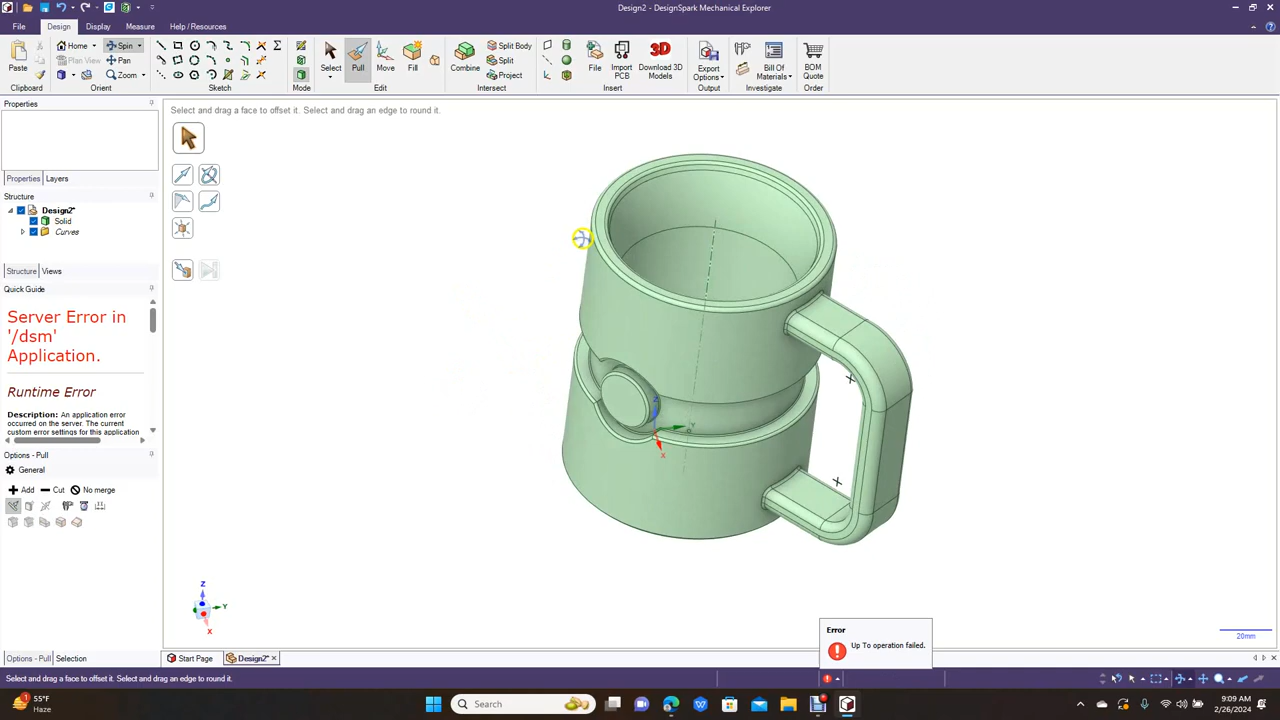 Design2* - DesignSpark Mechanical Explorer
File
Design
Display
Measure
Help / Resources
Paste
Home
Spin
Plan View
Pan
Zoom
Select
Pull
Move
Fill
Combine
Split Body
Split
Project
File
Import
PCB
Download 3D
Models
3D
Export
Options
Bill Of
Materials
BOM
Quote
Clipboard
Orient
Sketch
Mode
Edit
Intersect
Insert
Output
Investigate
Order
Properties
Select and drag a face to offset it. Select and drag an edge to round it.
Properties
Layers
Structure
Design2*
Solid
Curves
Structure
Views
Quick Guide
Server Error in
'/dsm'
Application.
Runtime Error
Description: An application error
occurred on the server. The current
custom error settings for this application
Options - Pull
General
Add
Cut
No merge
Z
Y
X
Z
Y
X
Error
Up To operation failed.
20mm
Options - Pull
Selection
Start Page
Design2*
Select and drag a face to offset it. Select and drag an edge to round it.
55°F
Haze
Search
9:09 AM
2/26/2024